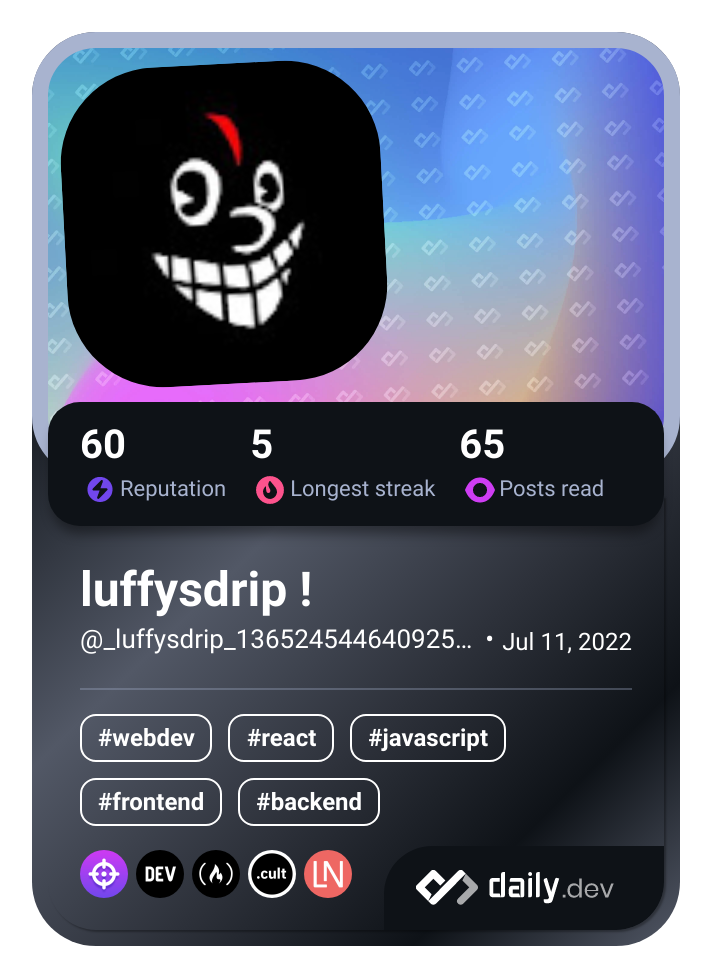 60 5 65
Reputation Longest streak Posts read
luffysdrip !
@_luffysdrip_136524544640925… • Jul 11, 2022
#webdev #react #javascript
#frontend #backend
DEV .cult LN daily.dev